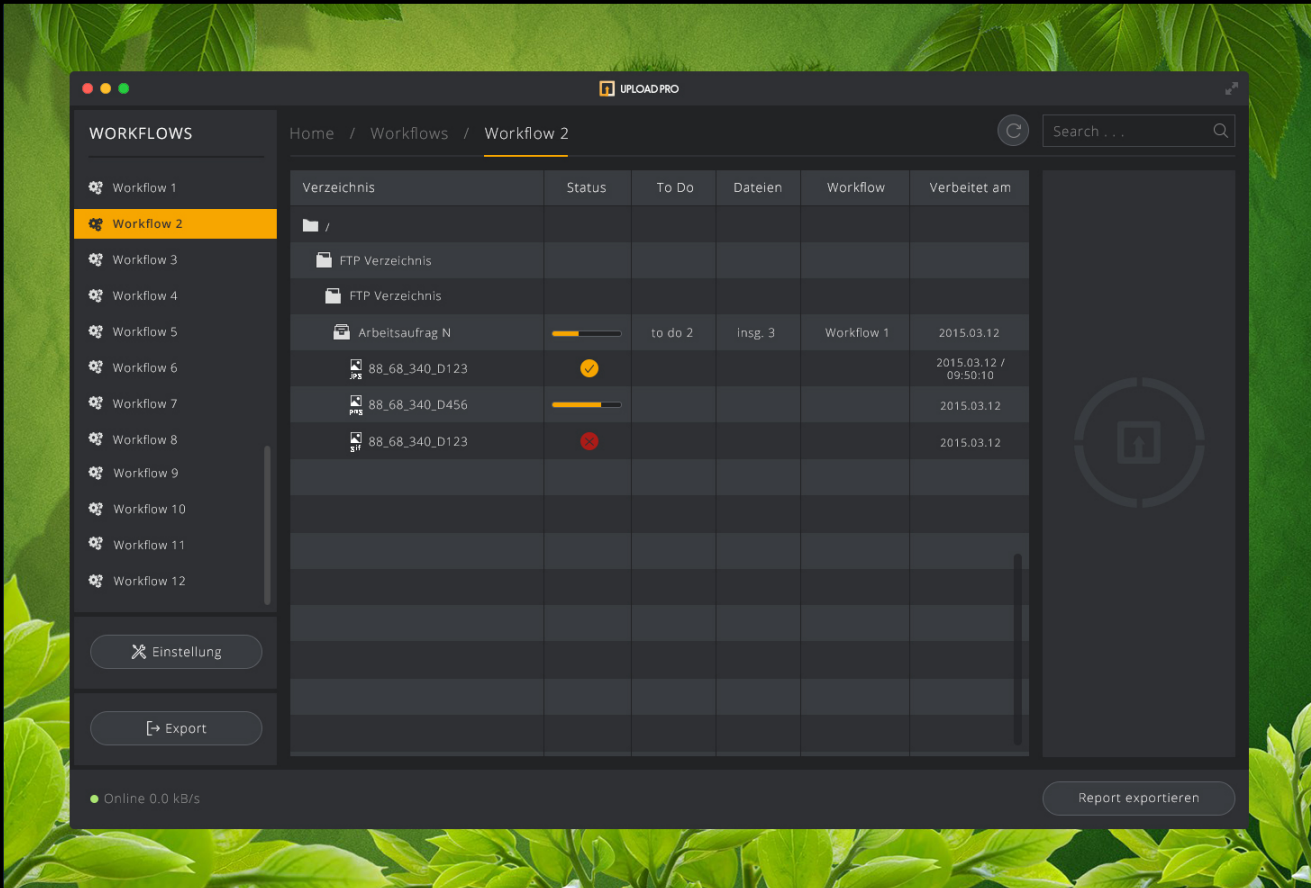 UPLOAD PRO
WORKFLOWS
Home / Workflows / Workflow 2
Search . . .
Workflow 1
Workflow 2
Workflow 3
Workflow 4
Workflow 5
Workflow 6
Workflow 7
Workflow 8
Workflow 9
Workflow 10
Workflow 11
Workflow 12
Einstellung
Export
Verzeichnis Status To Do Dateien Workflow Verbeitet am
/
FTP Verzeichnis
FTP Verzeichnis
Arbeitsaufrag N to do 2 insg. 3 Workflow 1 2015.03.12
jpg 88_68_340_D123 2015.03.12 /
09:50:10
png 88_68_340_D456 2015.03.12
gif 88_68_340_D123 2015.03.12
Online 0.0 kB/s
Report exportieren